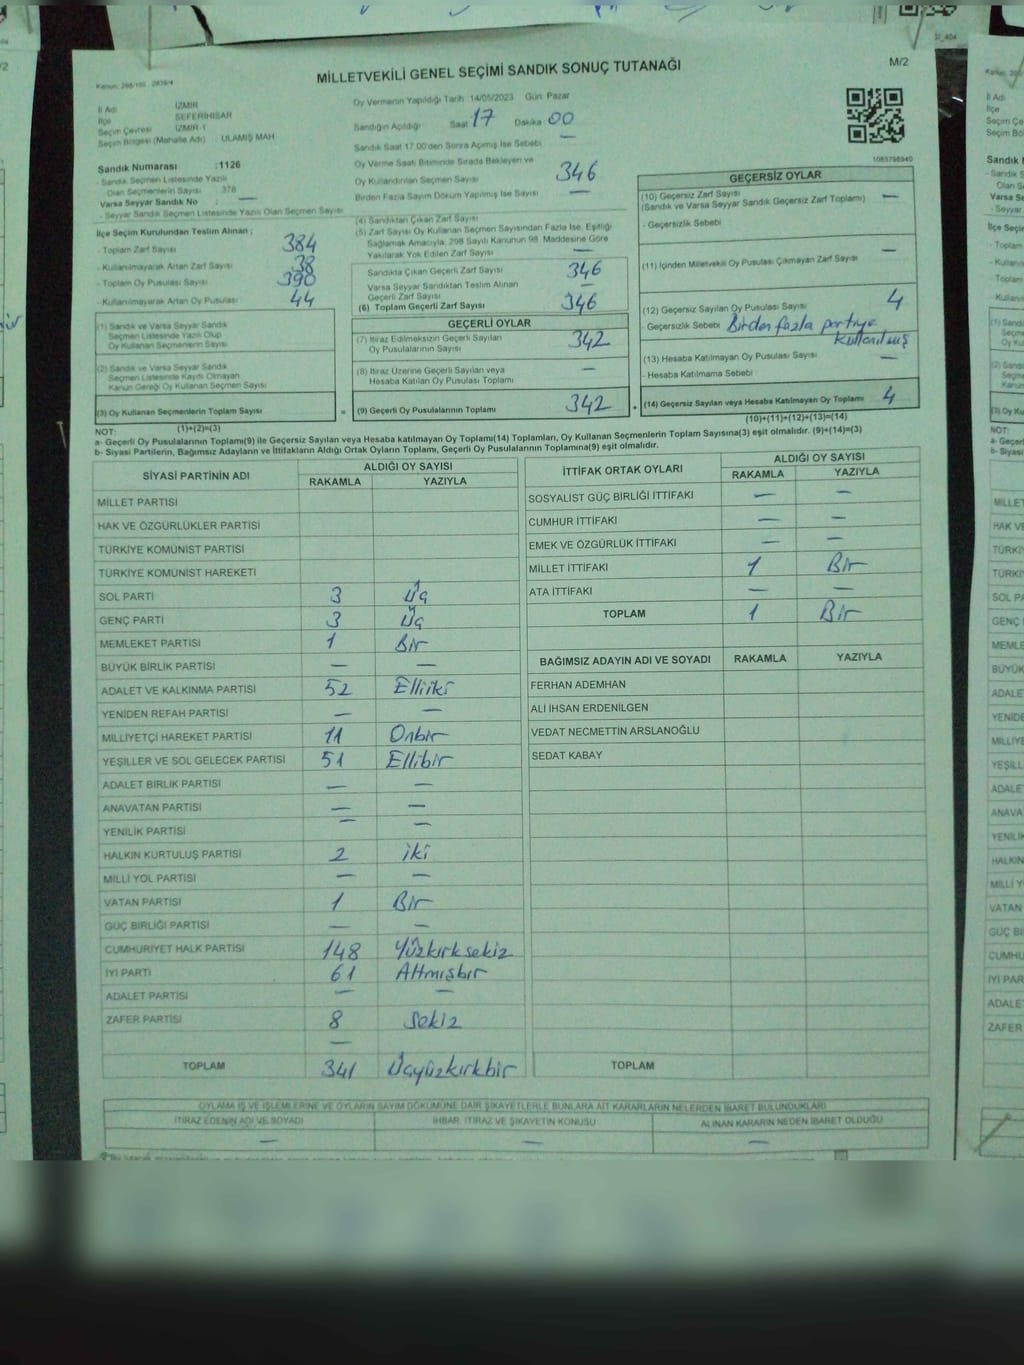 MİLLETVEKİLİ GENEL SEÇİMİ SANDIK SONUÇ TUTANAĞI
M/2
İl Adı İZMİR
İlçe SEFERİHİSAR
Seçim Çevresi İZMİR-1
Seçim Bölgesi (Mahalle Adı) : ULAMIŞ MAH
Sandık Numarası :1126
- Sandık Seçmen Listesinde Yazılı Olan Seçmenlerin Sayısı 378
Varsa Seyyar Sandık No : —
- Seyyar Sandık Seçmen Listesinde Yazılı Olan Seçmen Sayısı
İlçe Seçim Kurulundan Teslim Alınan ;
- Toplam Zarf Sayısı 384
- Kullanılmayarak Artan Zarf Sayısı 38
- Toplam Oy Pusulası Sayısı 390
- Kullanılmayarak Artan Oy Pusulası 44
(1) Sandık ve Varsa Seyyar Sandık Seçmen Listesinde Yazılı Olup Oy Kullanan Seçmenlerin Sayısı
(2) Sandık ve Varsa Seyyar Sandık Seçmen Listesinde Kaydı Olmayan Kanun Gereği Oy Kullanan Seçmen Sayısı
(3) Oy Kullanan Seçmenlerin Toplam Sayısı
(1)+(2)=(3)
Oy Vermenin Yapıldığı Tarih 14/05/2023 Gün: Pazar
Sandığın Açıldığı Saat 17 Dakika 00
Sandık Saat 17.00'den Sonra Açılmış İse Sebebi —
Oy Verme Saati Bitiminde Sırada Bekleyen ve
Oy Kullandırılan Seçmen Sayısı 346
Birden Fazla Sayım Döküm Yapılmış İse Sayısı —
(4) Sandıktan Çıkan Zarf Sayısı
(5) Zarf Sayısı Oy Kullanan Seçmen Sayısından Fazla İse, Eşitliği
Sağlamak Amacıyla, 298 Sayılı Kanunun 98. Maddesine Göre
Yakılarak Yok Edilen Zarf Sayısı —
Sandıkta Çıkan Geçerli Zarf Sayısı 346
Varsa Seyyar Sandıktan Teslim Alınan Geçerli Zarf Sayısı —
(6) Toplam Geçerli Zarf Sayısı 346
GEÇERLİ OYLAR
(7) İtiraz Edilmeksizin Geçerli Sayılan Oy Pusulalarının Sayısı 342
(8) İtiraz Üzerine Geçerli Sayılan veya Hesaba Katılan Oy Pusulası Toplamı —
= (9) Geçerli Oy Pusulalarının Toplamı 342
1083798940
GEÇERSİZ OYLAR
(10) Geçersiz Zarf Sayısı —
(Sandık ve Varsa Seyyar Sandık Geçersiz Zarf Toplamı)
- Geçersizlik Sebebi
(11) İçinden Milletvekili Oy Pusulası Çıkmayan Zarf Sayısı —
(12) Geçersiz Sayılan Oy Pusulası Sayısı 4
- Geçersizlik Sebebi Birden fazla partiye
kullanılmış
(13) Hesaba Katılmayan Oy Pusulası Sayısı —
- Hesaba Katılmama Sebebi
+ (14) Geçersiz Sayılan veya Hesaba Katılmayan Oy Toplamı 4
(10)+(11)+(12)+(13)=(14)
NOT:
a- Geçerli Oy Pusulalarının Toplamı(9) ile Geçersiz Sayılan veya Hesaba katılmayan Oy Toplamı(14) Toplamları, Oy Kullanan Seçmenlerin Toplam Sayısına(3) eşit olmalıdır. (9)+(14)=(3)
b- Siyasi Partilerin, Bağımsız Adayların ve İttifakların Aldığı Oyların Toplamı, Geçerli Oy Pusulalarının Toplamına(9) eşit olmalıdır.
SİYASİ PARTİNİN ADI ALDIĞI OY SAYISI
RAKAMLA YAZIYLA
MİLLET PARTİSİ
HAK VE ÖZGÜRLÜKLER PARTİSİ
TÜRKİYE KOMÜNİST PARTİSİ
TÜRKİYE KOMÜNİST HAREKETİ
SOL PARTİ 3 Üç
GENÇ PARTİ 3 Üç
MEMLEKET PARTİSİ 1 Bir
BÜYÜK BİRLİK PARTİSİ — —
ADALET VE KALKINMA PARTİSİ 52 Elliiki
YENİDEN REFAH PARTİSİ — —
MİLLİYETÇİ HAREKET PARTİSİ 11 Onbir
YEŞİLLER VE SOL GELECEK PARTİSİ 51 Ellibir
ADALET BİRLİK PARTİSİ — —
ANAVATAN PARTİSİ — —
YENİLİK PARTİSİ — —
HALKIN KURTULUŞ PARTİSİ 2 iki
MİLLİ YOL PARTİSİ — —
VATAN PARTİSİ 1 Bir
GÜÇ BİRLİĞİ PARTİSİ — —
CUMHURİYET HALK PARTİSİ 148 Yüzkırksekiz
İYİ PARTİ 61 Altmışbir
ADALET PARTİSİ — —
ZAFER PARTİSİ 8 Sekiz
—
TOPLAM 341 Üçyüzkırkbir
İTTİFAK ORTAK OYLARI ALDIĞI OY SAYISI
RAKAMLA YAZIYLA
SOSYALİST GÜÇ BİRLİĞİ İTTİFAKI — —
CUMHUR İTTİFAKI — —
EMEK VE ÖZGÜRLÜK İTTİFAKI — —
MİLLET İTTİFAKI 1 Bir
ATA İTTİFAKI — —
TOPLAM 1 Bir
BAĞIMSIZ ADAYIN ADI VE SOYADI RAKAMLA YAZIYLA
FERHAN ADEMHAN
ALİ İHSAN ERDENİLGEN
VEDAT NECMETTİN ARSLANOĞLU
SEDAT KABAY
TOPLAM
OYLAMA İŞ VE İŞLEMLERİNE VE OYLARIN SAYIM DÖKÜMÜNE DAİR ŞİKAYETLERLE BUNLARA AİT KARARLARIN NELERDEN İBARET BULUNDUKLARI
İTİRAZ EDENİN ADI VE SOYADI İHBAR, İTİRAZ VE ŞİKAYETİN KONUSU ALINAN KARARIN NEDEN İBARET OLDUĞU
— — —